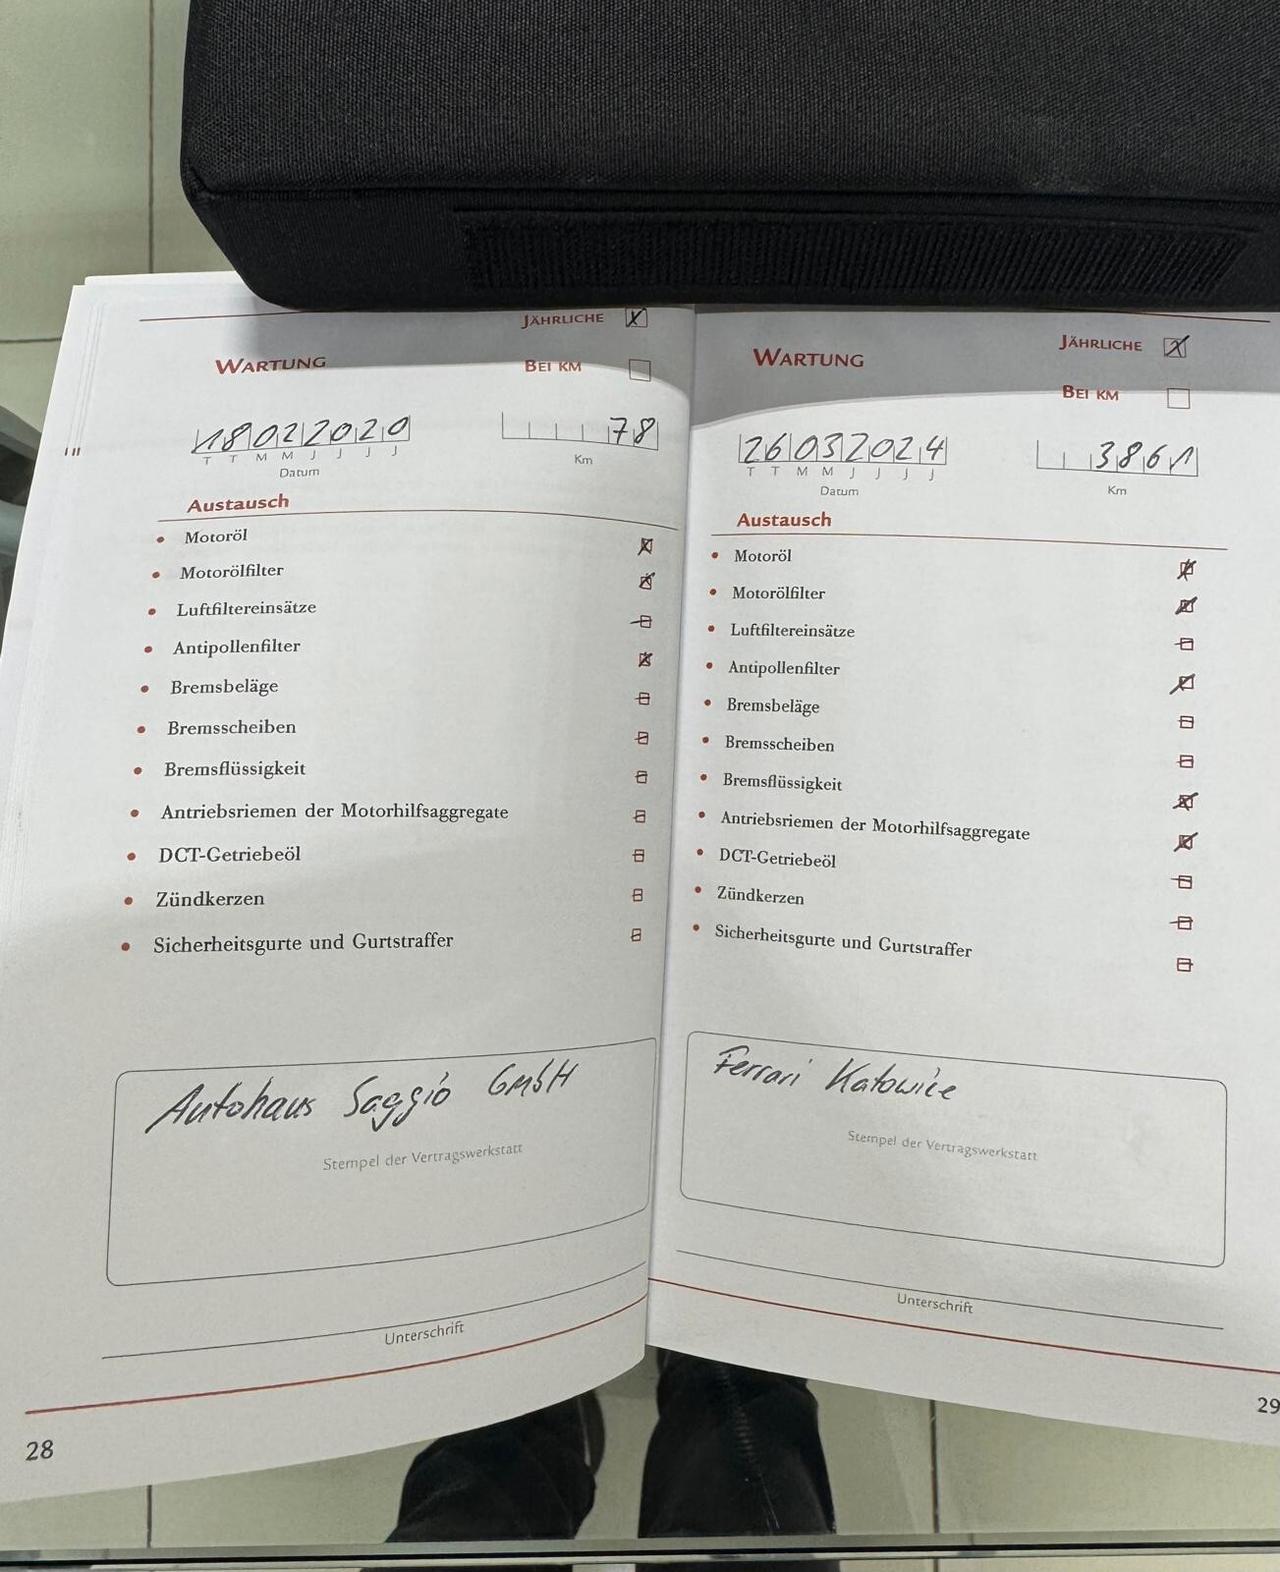 JÄHRLICHE X
WARTUNG
BEI KM
18022020
78
T T M M J J J J
Datum
Km
Austausch
• Motoröl
• Motorölfilter
• Luftfiltereinsätze
• Antipollenfilter
• Bremsbeläge
• Bremsscheiben
• Bremsflüssigkeit
• Antriebsriemen der Motorhilfsaggregate
• DCT-Getriebeöl
• Zündkerzen
• Sicherheitsgurte und Gurtstraffer
Autohaus Saggio GmbH
Stempel der Vertragswerkstatt
Unterschrift
28
JÄHRLICHE X
WARTUNG
BEI KM
26032024
3861
T T M M J J J J
Datum
Km
Austausch
• Motoröl
• Motorölfilter
• Luftfiltereinsätze
• Antipollenfilter
• Bremsbeläge
• Bremsscheiben
• Bremsflüssigkeit
• Antriebsriemen der Motorhilfsaggregate
• DCT-Getriebeöl
• Zündkerzen
• Sicherheitsgurte und Gurtstraffer
Ferrari Katowice
Stempel der Vertragswerkstatt
Unterschrift
29